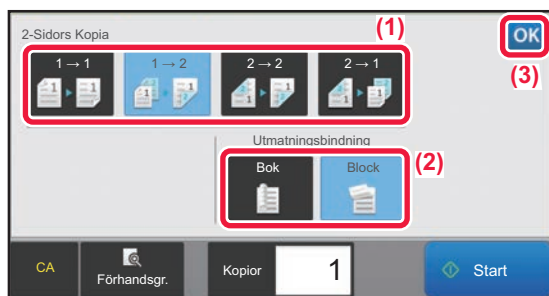 2-Sidors Kopia
(1)
OK
(3)
1 → 1
1 → 2
2 → 2
2 → 1
Utmatningsbindning
(2)
Bok
Block
CA
Förhandsgr.
Kopior
1
Start